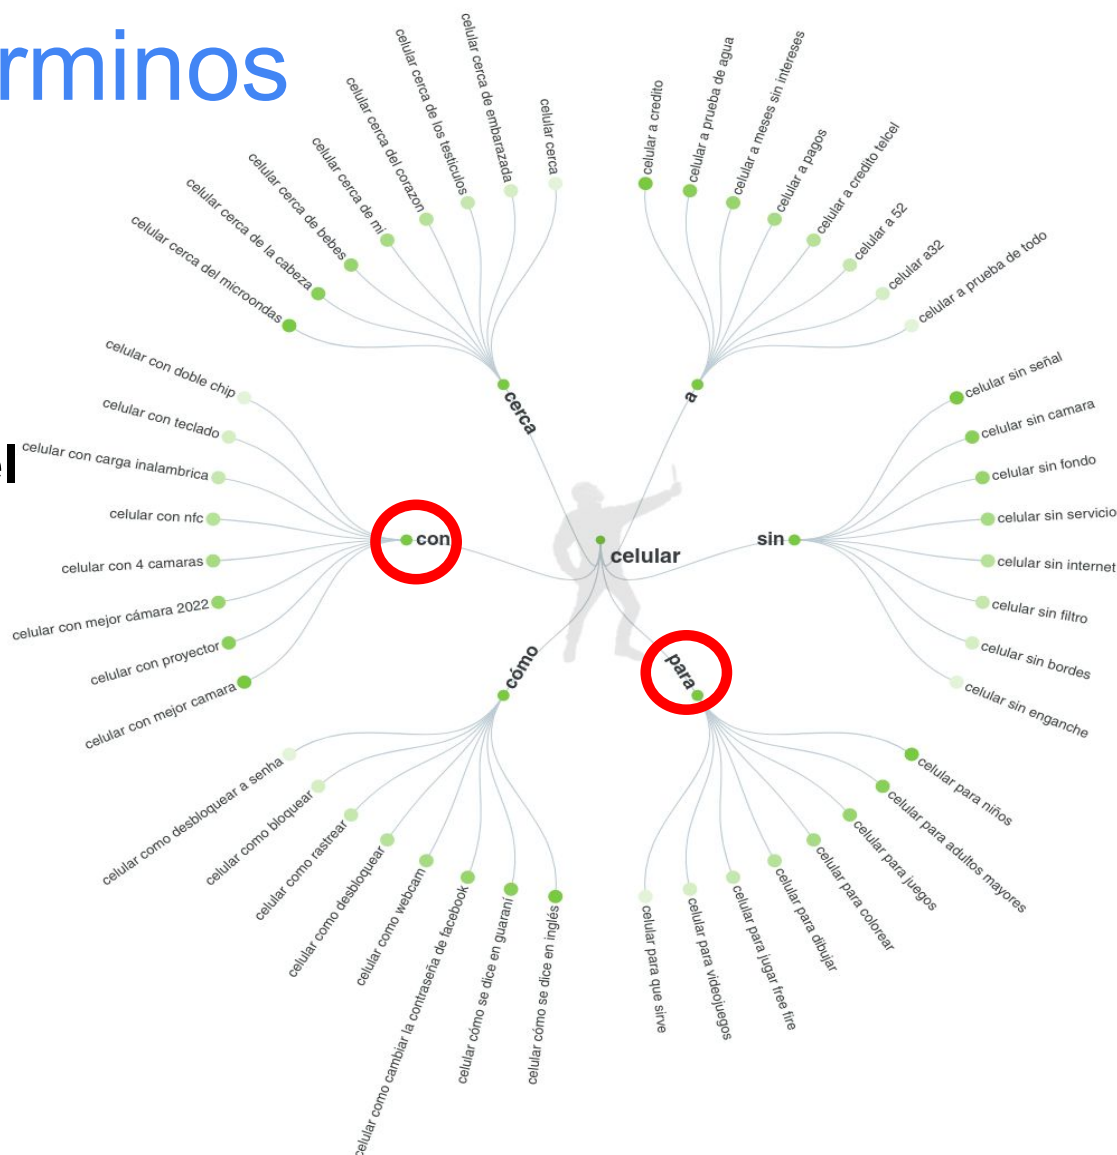 rminos
el
celular
cerca
celular cerca del microondas
celular cerca de la cabeza
celular cerca de bebes
celular cerca de mi
celular cerca del corazon
celular cerca de los testiculos
celular cerca de embarazada
celular cerca
a
celular a credito
celular a prueba de agua
celular a meses sin intereses
celular a pagos
celular a credito telcel
celular a 52
celular a32
celular a prueba de todo
sin
celular sin señal
celular sin camara
celular sin fondo
celular sin servicio
celular sin internet
celular sin filtro
celular sin bordes
celular sin enganche
para
celular para niños
celular para adultos mayores
celular para juegos
celular para colorear
celular para dibujar
celular para jugar free fire
celular para videojuegos
celular para que sirve
cómo
celular cómo se dice en inglés
celular cómo se dice en guaraní
celular como cambiar la contraseña de facebook
celular como webcam
celular como desbloquear
celular como rastrear
celular como bloquear
celular como desbloquear a senha
con
celular con mejor camara
celular con proyector
celular con mejor cámara 2022
celular con 4 camaras
celular con nfc
celular con carga inalambrica
celular con teclado
celular con doble chip